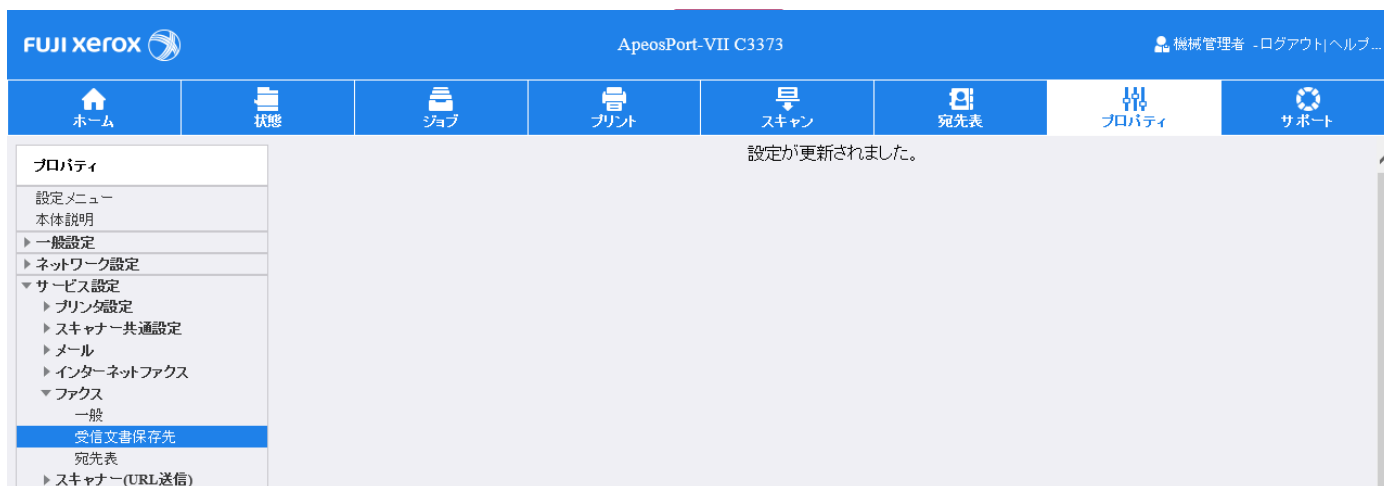 FUJI XEROX
ApeosPort-VII C3373
機械管理者 -ログアウト|ヘルプ...
ホーム
状態
ジョブ
プリント
スキャン
宛先表
プロパティ
サポート
プロパティ
設定が更新されました。
設定メニュー
本体説明
一般設定
ネットワーク設定
サービス設定
プリンタ設定
スキャナー共通設定
メール
インターネットファクス
ファクス
一般
受信文書保存先
宛先表
スキャナー(URL送信)